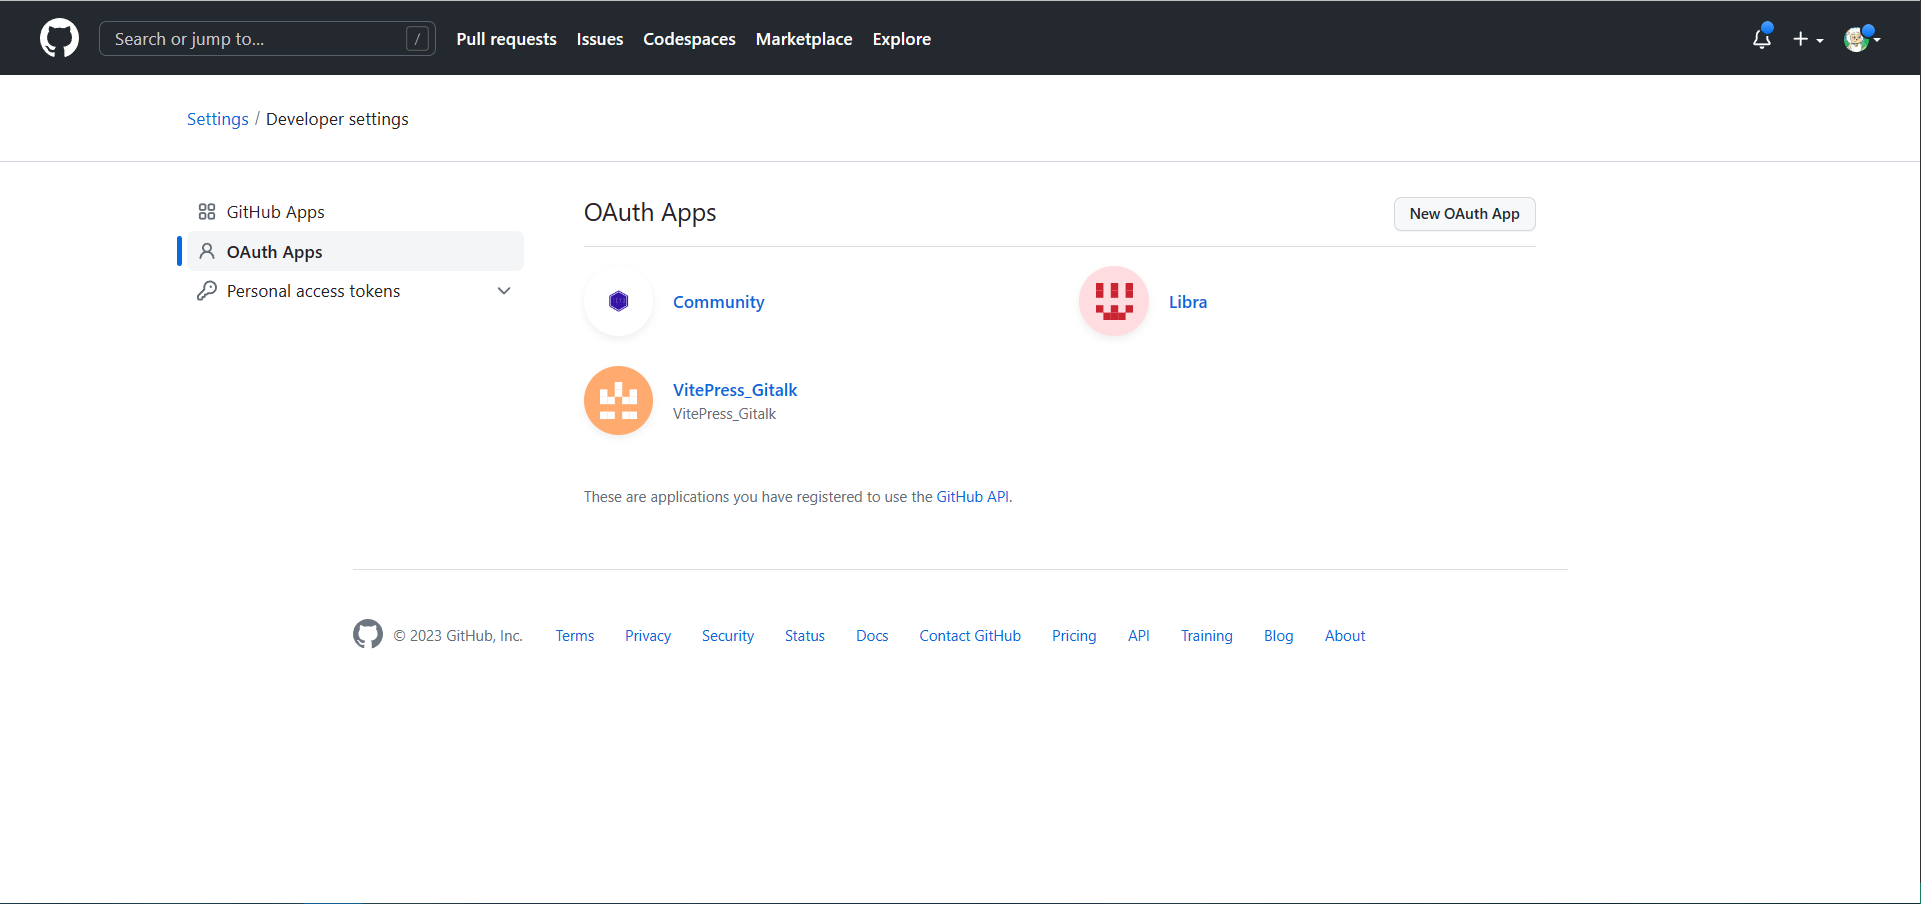 Search or jump to... /
Pull requests Issues Codespaces Marketplace Explore
Settings / Developer settings
GitHub Apps
OAuth Apps
Personal access tokens
OAuth Apps
New OAuth App
Community
Libra
VitePress_Gitalk
VitePress_Gitalk
These are applications you have registered to use the GitHub API.
© 2023 GitHub, Inc. Terms Privacy Security Status Docs Contact GitHub Pricing API Training Blog About